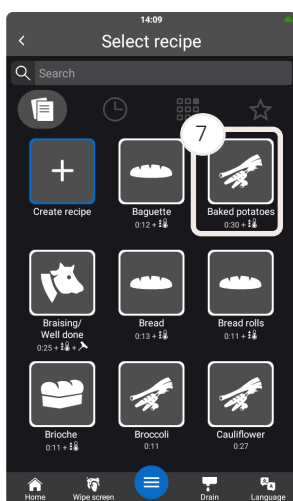 14:09
Select recipe
Search
7
Create recipe
Baguette
0:12 +
Baked potatoes
0:30 +
Braising/
Well done
0:25 + +
Bread
0:13 +
Bread rolls
0:11 +
Brioche
0:11 +
Broccoli
0:11
Cauliflower
0:27
Home
Wipe screen
Drain
Language